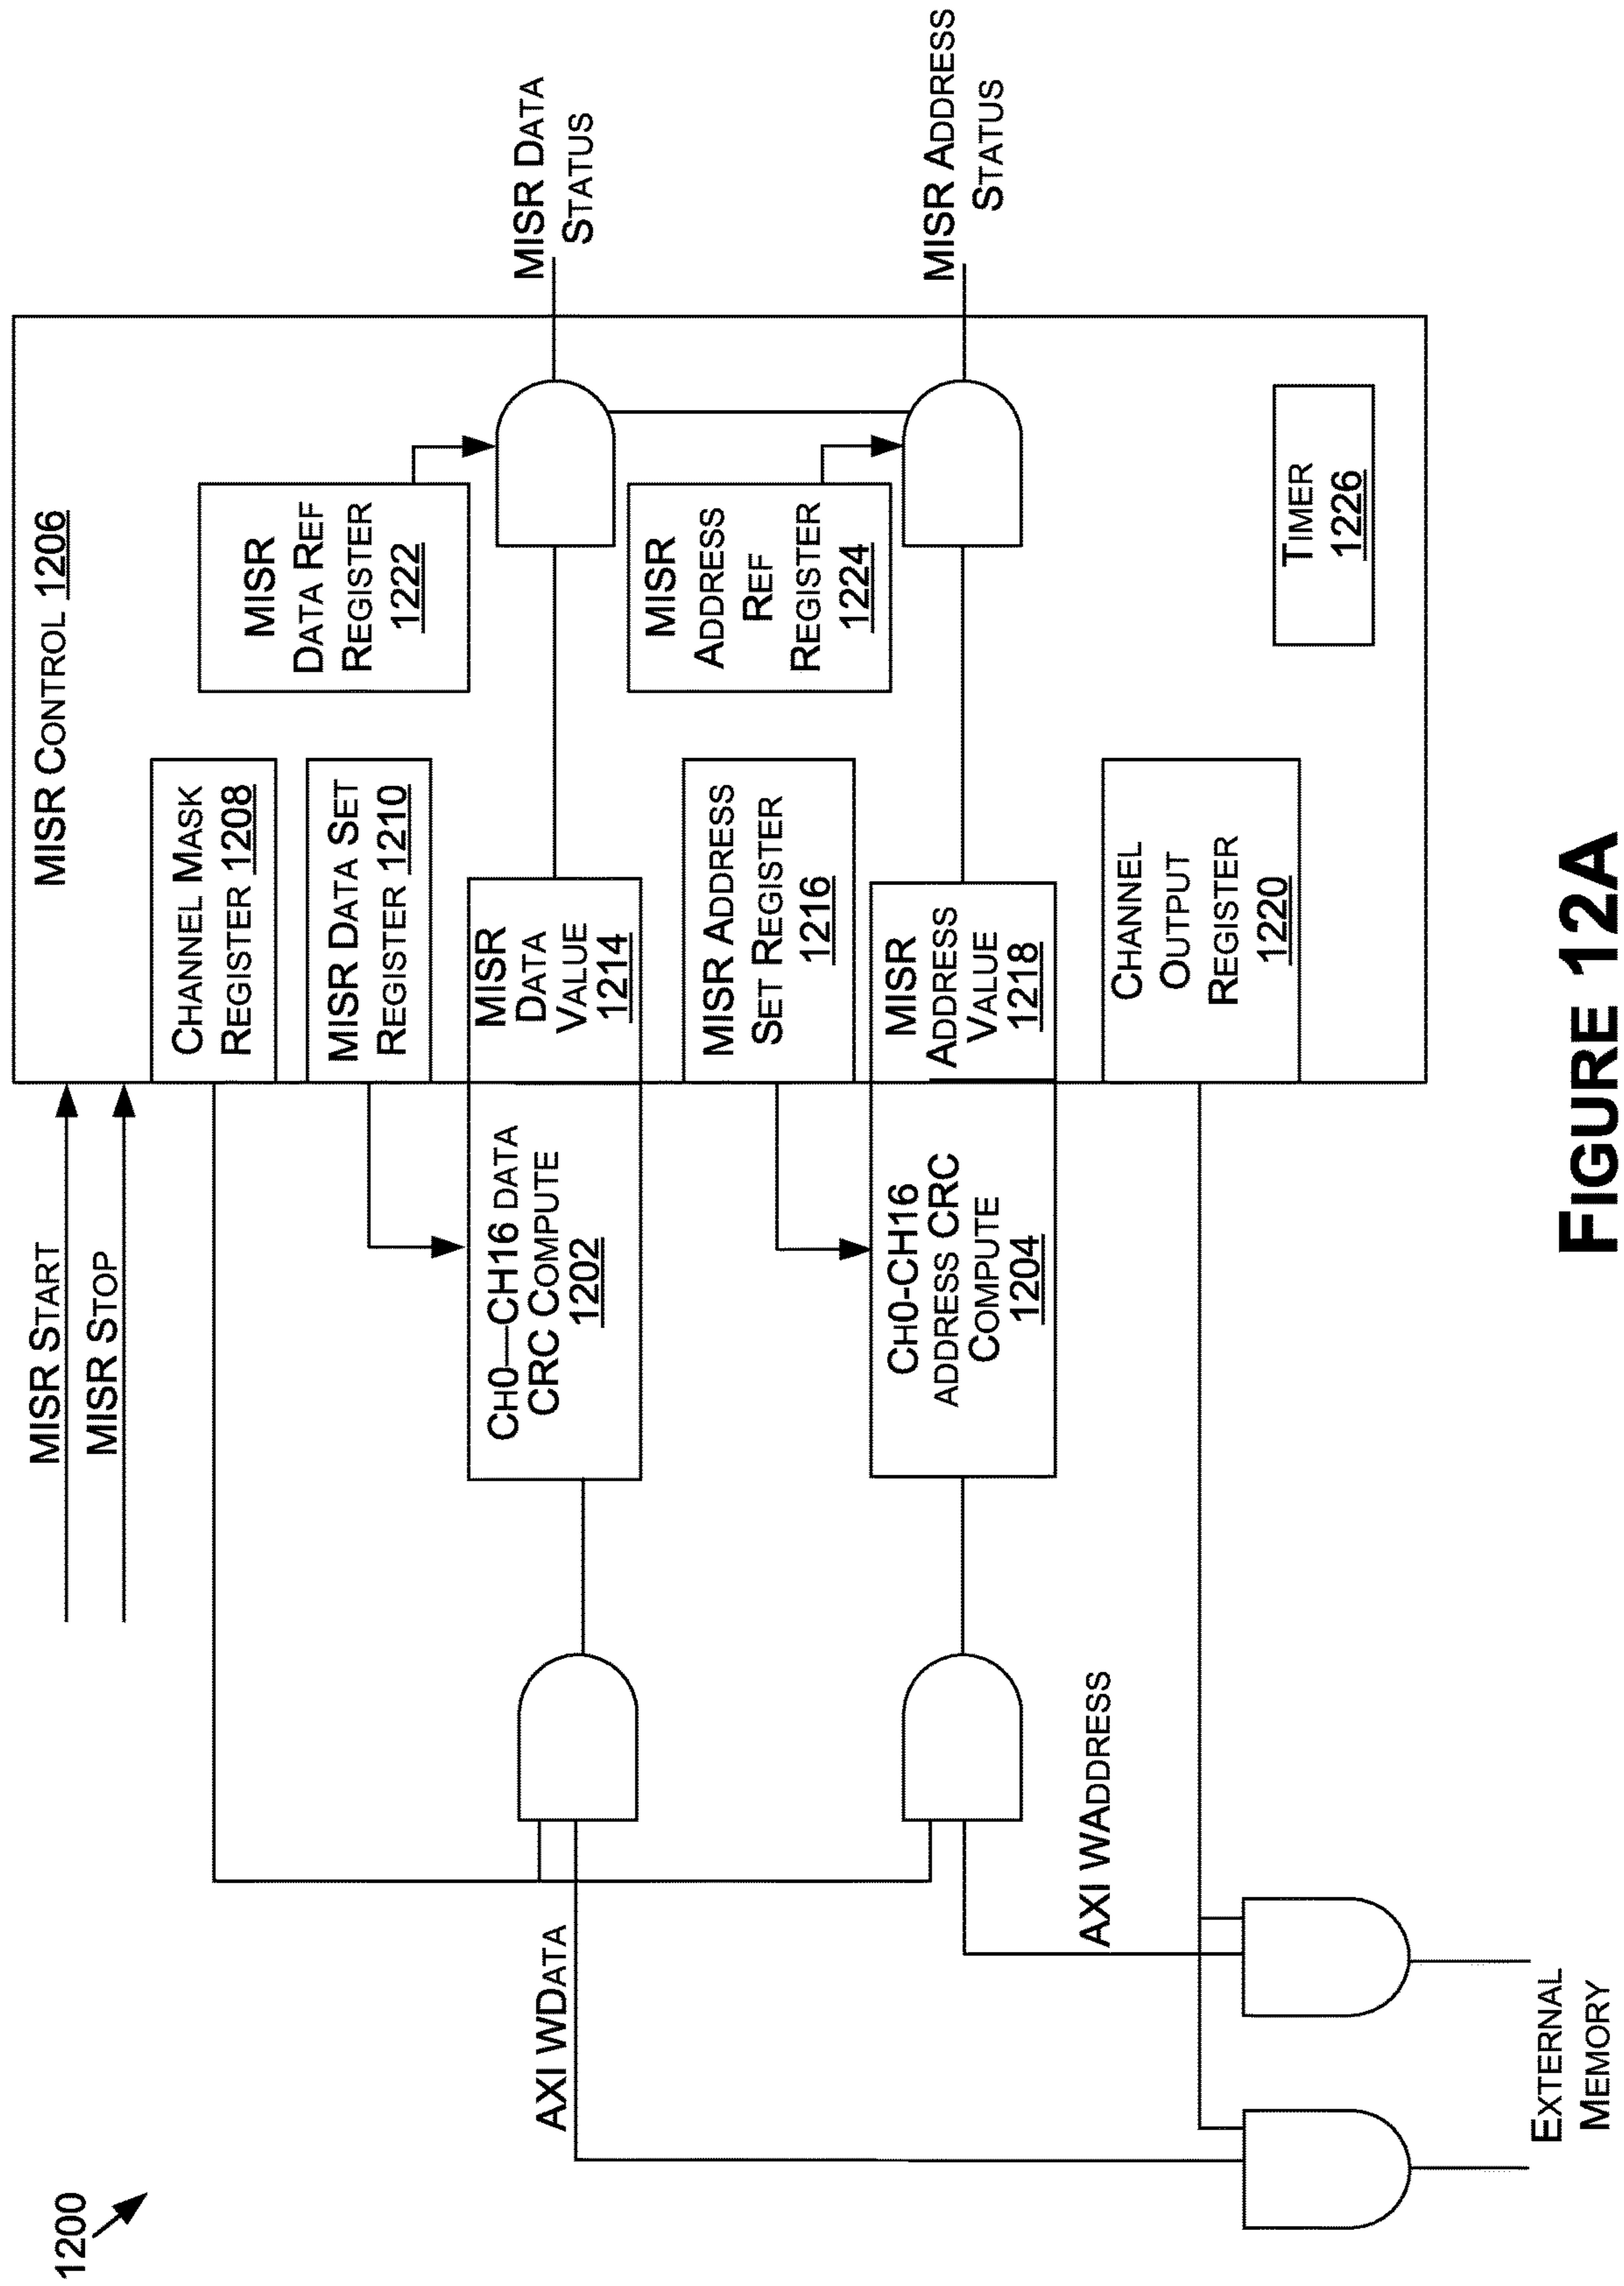 1200
MISR START
MISR STOP
MISR CONTROL 1206
CHANNEL MASK
REGISTER 1208
MISR DATA SET
REGISTER 1210
MISR
DATA REF
REGISTER
1222
MISR DATA
STATUS
AXI WDATA
CH0—CH16 DATA
CRC COMPUTE
1202
MISR
DATA
VALUE
1214
MISR ADDRESS
SET REGISTER
1216
MISR
ADDRESS
REF
REGISTER
1224
MISR ADDRESS
STATUS
CH0-CH16
ADDRESS CRC
COMPUTE
1204
MISR
ADDRESS
VALUE
1218
AXI WADDRESS
CHANNEL
OUTPUT
REGISTER
1220
TIMER
1226
EXTERNAL
MEMORY
FIGURE 12A